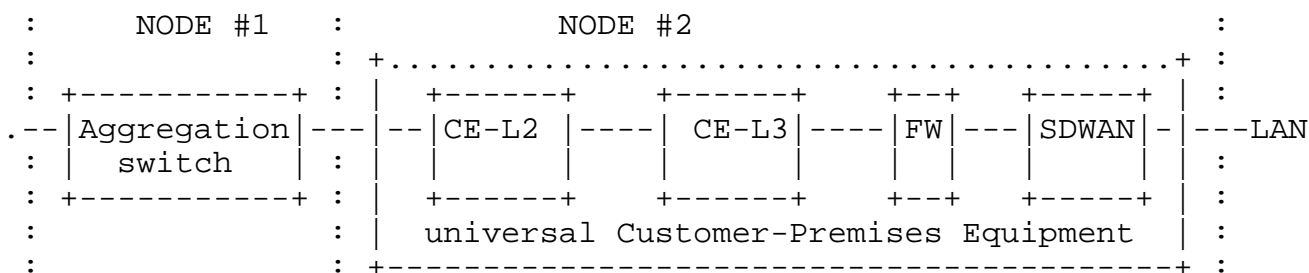 : NODE #1 : NODE #2 :
: : +........................................+ :
: +-----------+ : | +------+ +------+ +--+ +-----+ | :
.--|Aggregation|---|--|CE-L2 |----| CE-L3|----|FW|---|SDWAN|-|---LAN
: | switch | : | | | | | | | | | | :
: +-----------+ : | +------+ +------+ +--+ +-----+ | :
: : | universal Customer-Premises Equipment | :
: : +-----------------------------------------+ :